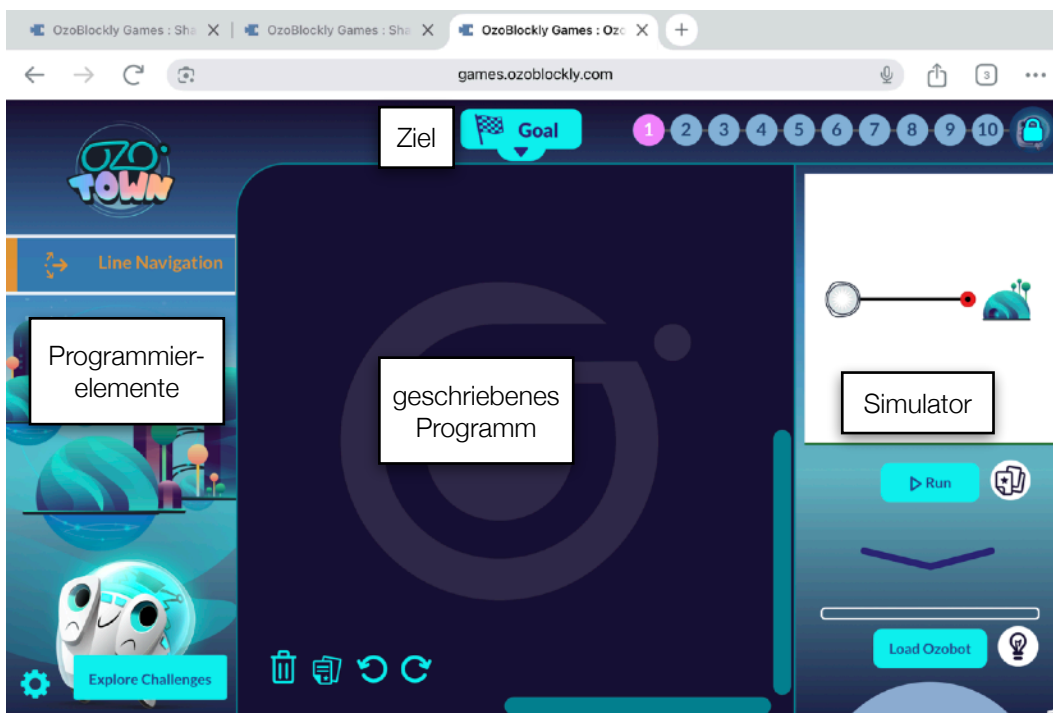 OzoBlockly Games : Sha
OzoBlockly Games : Sha
OzoBlockly Games : Ozo
games.ozoblockly.com
3
OZO
TOWN
Ziel
Goal
1 2 3 4 5 6 7 8 9 10
Line Navigation
Programmier-
elemente
geschriebenes
Programm
Simulator
Run
Load Ozobot
Explore Challenges